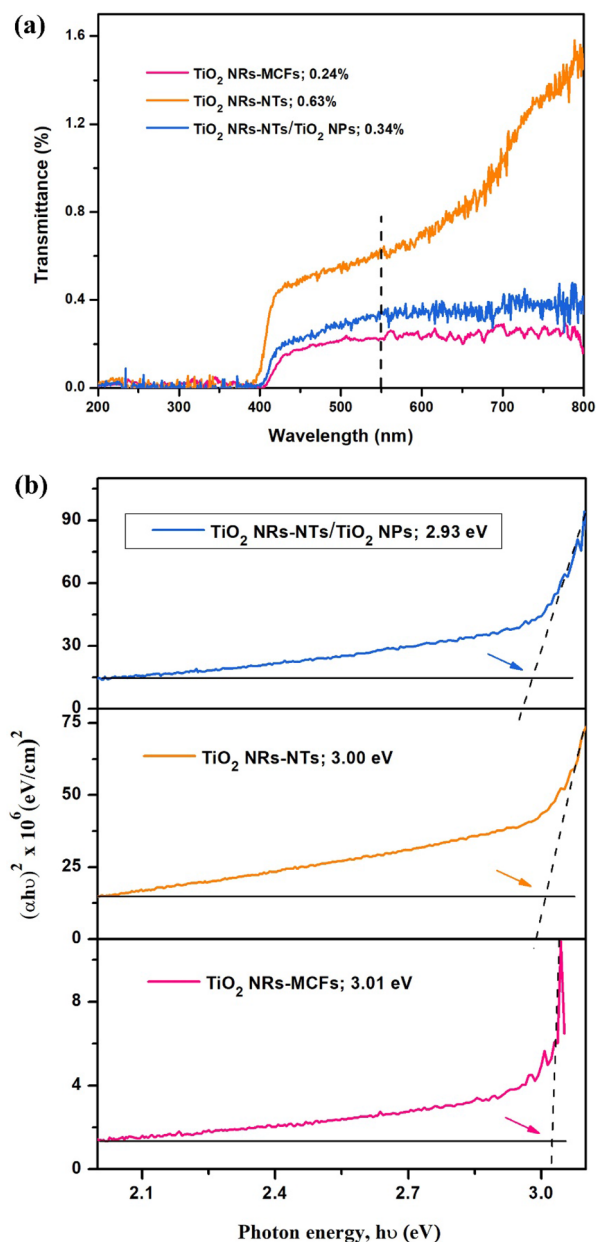 (a)
1.6
1.2
0.8
0.4
0.0
Transmittance (%)
TiO₂ NRs-MCFs; 0.24%
TiO₂ NRs-NTs; 0.63%
TiO₂ NRs-NTs/TiO₂ NPs; 0.34%
200 300 400 500 600 700 800
Wavelength (nm)
(b)
90
60
30
0
TiO₂ NRs-NTs/TiO₂ NPs; 2.93 eV
75
50
25
0
TiO₂ NRs-NTs; 3.00 eV
(αhυ)² x 10⁶ (eV/cm)²
8
4
0
TiO₂ NRs-MCFs; 3.01 eV
2.1 2.4 2.7 3.0
Photon energy, hυ (eV)